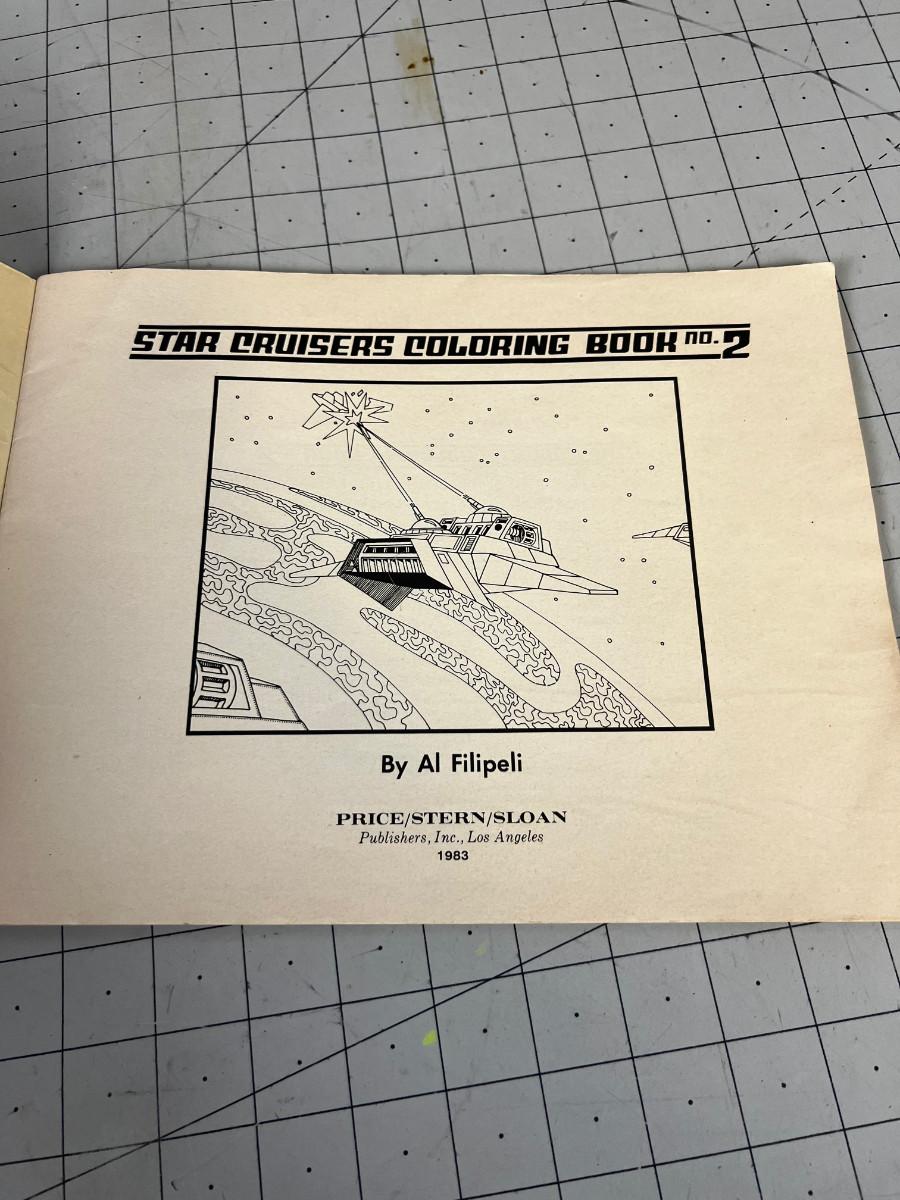 STAR CRUISERS COLORING BOOK no. 2
By Al Filipeli
PRICE/STERN/SLOAN
Publishers, Inc., Los Angeles
1983